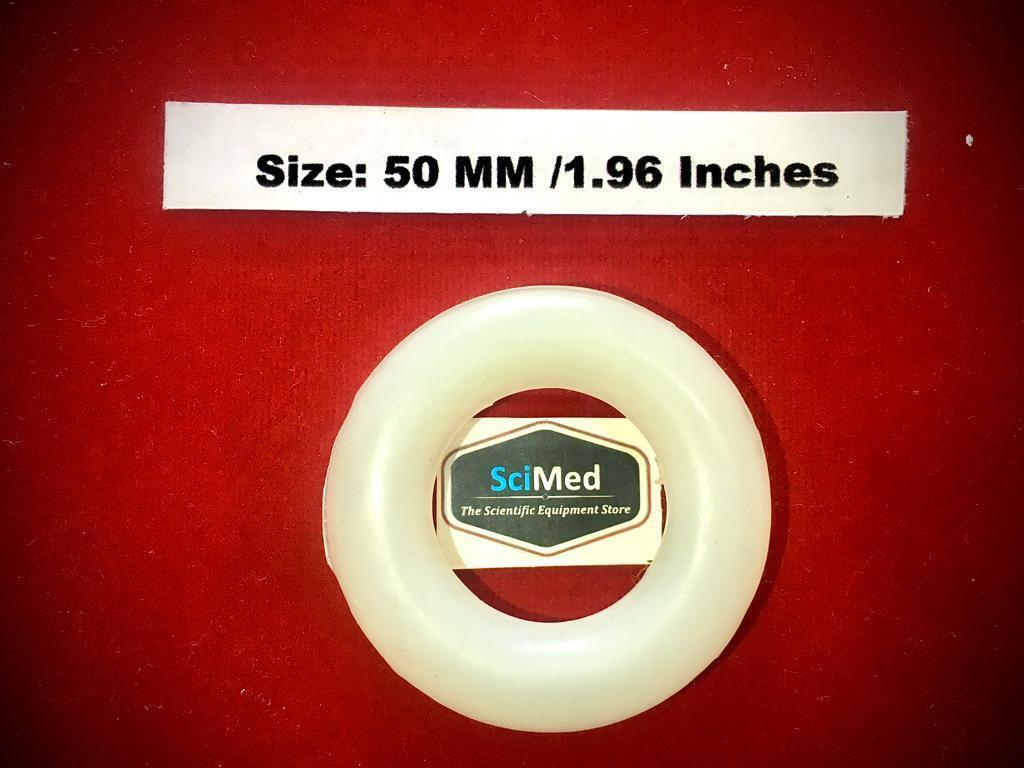 Size: 50 MM /1.96 Inches
SciMed
The Scientific Equipment Store